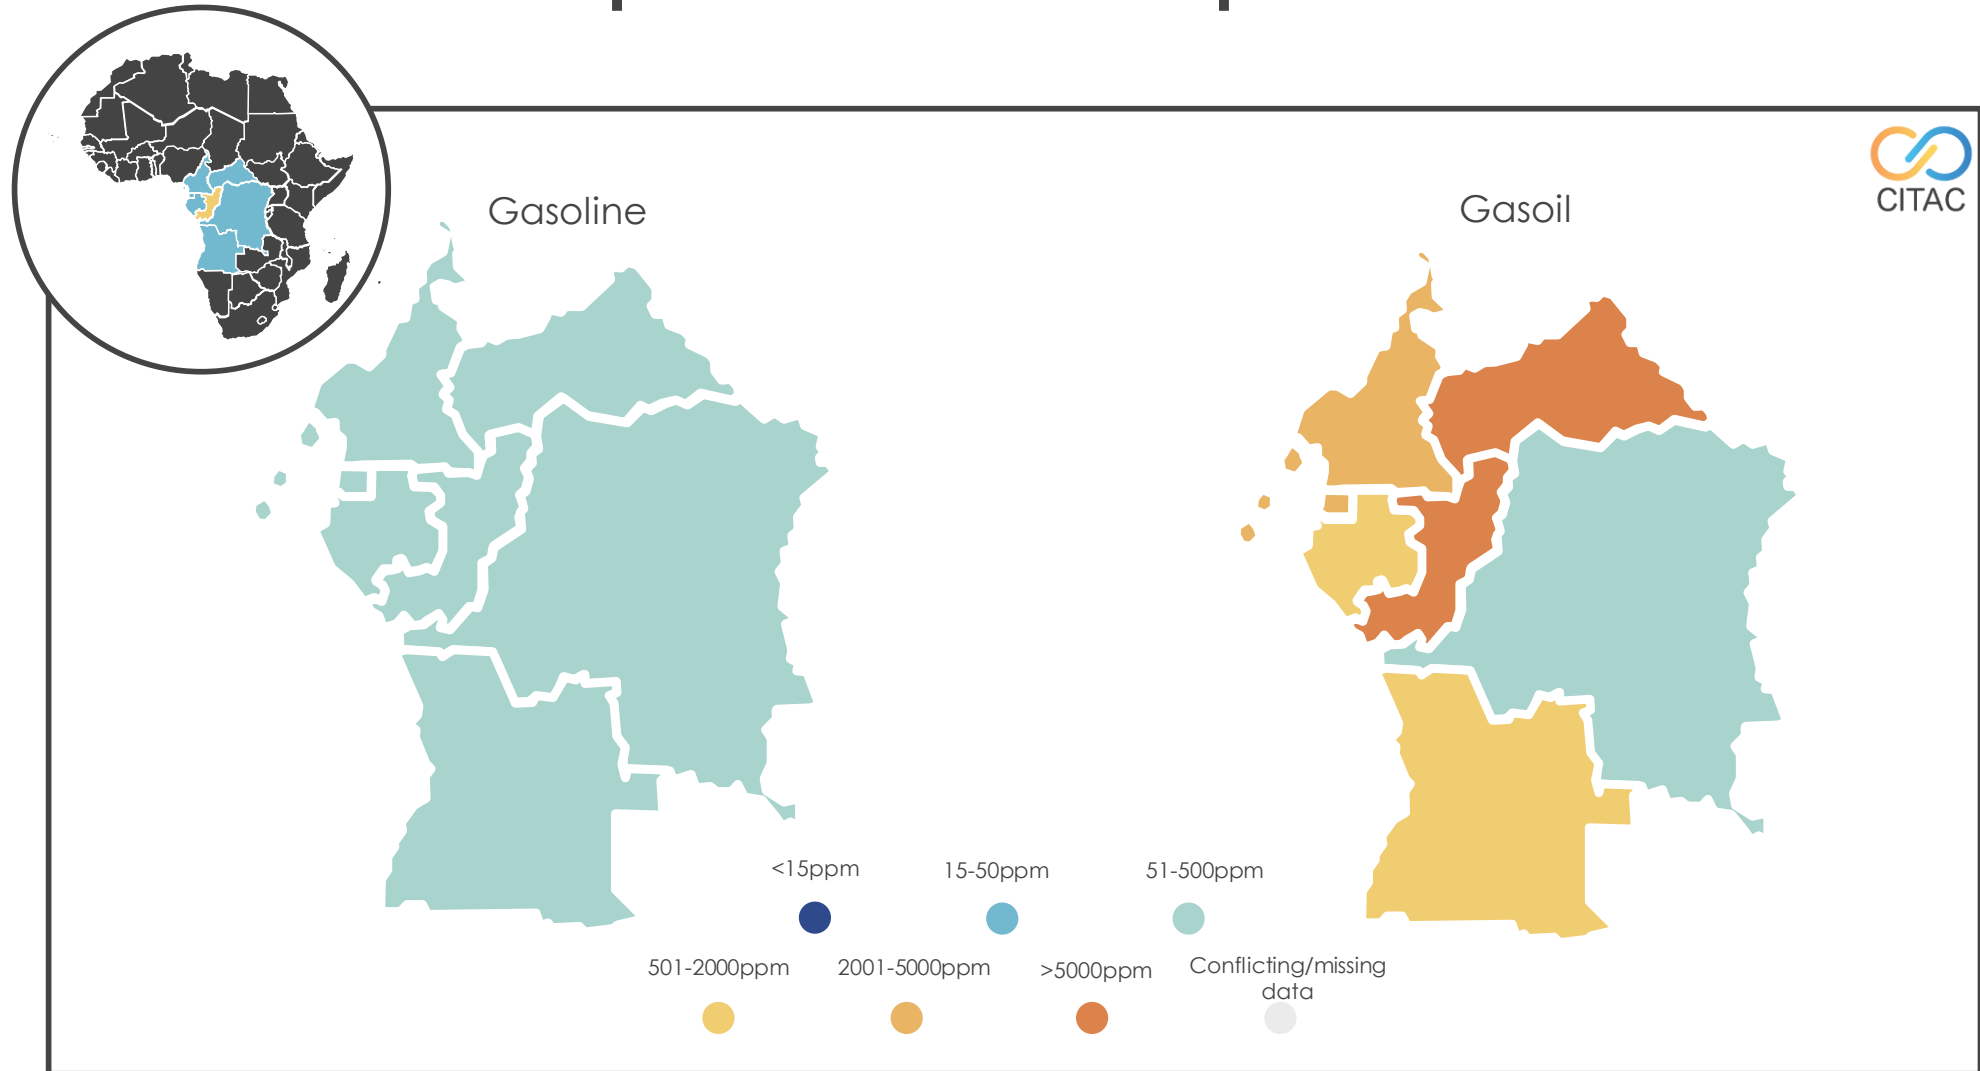 CITAC
Gasoline
Gasoil
<15ppm
15-50ppm
51-500ppm
501-2000ppm
2001-5000ppm
>5000ppm
Conflicting/missing
data